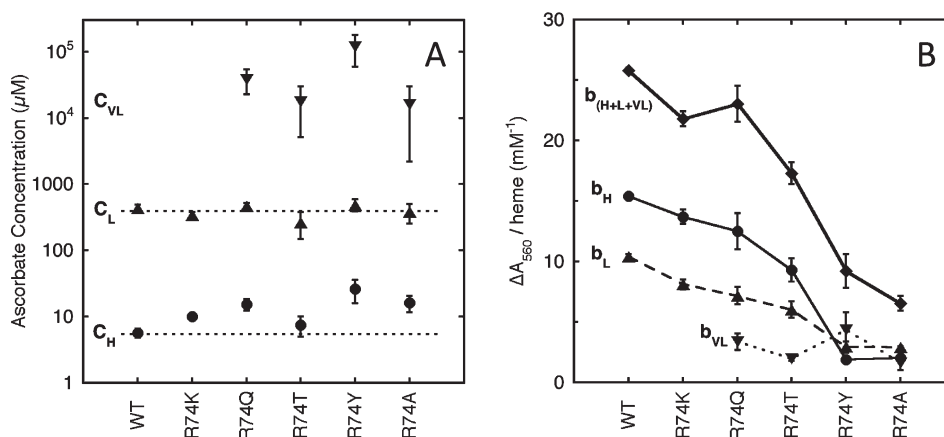 A
Ascorbate Concentration (µM)
10⁵
10⁴
1000
100
10
1
C_VL
C_L
C_H
WT
R74K
R74Q
R74T
R74Y
R74A
B
ΔA₅₆₀ / heme (mM⁻¹)
30
20
10
0
b_(H+L+VL)
b_H
b_L
b_VL
WT
R74K
R74Q
R74T
R74Y
R74A